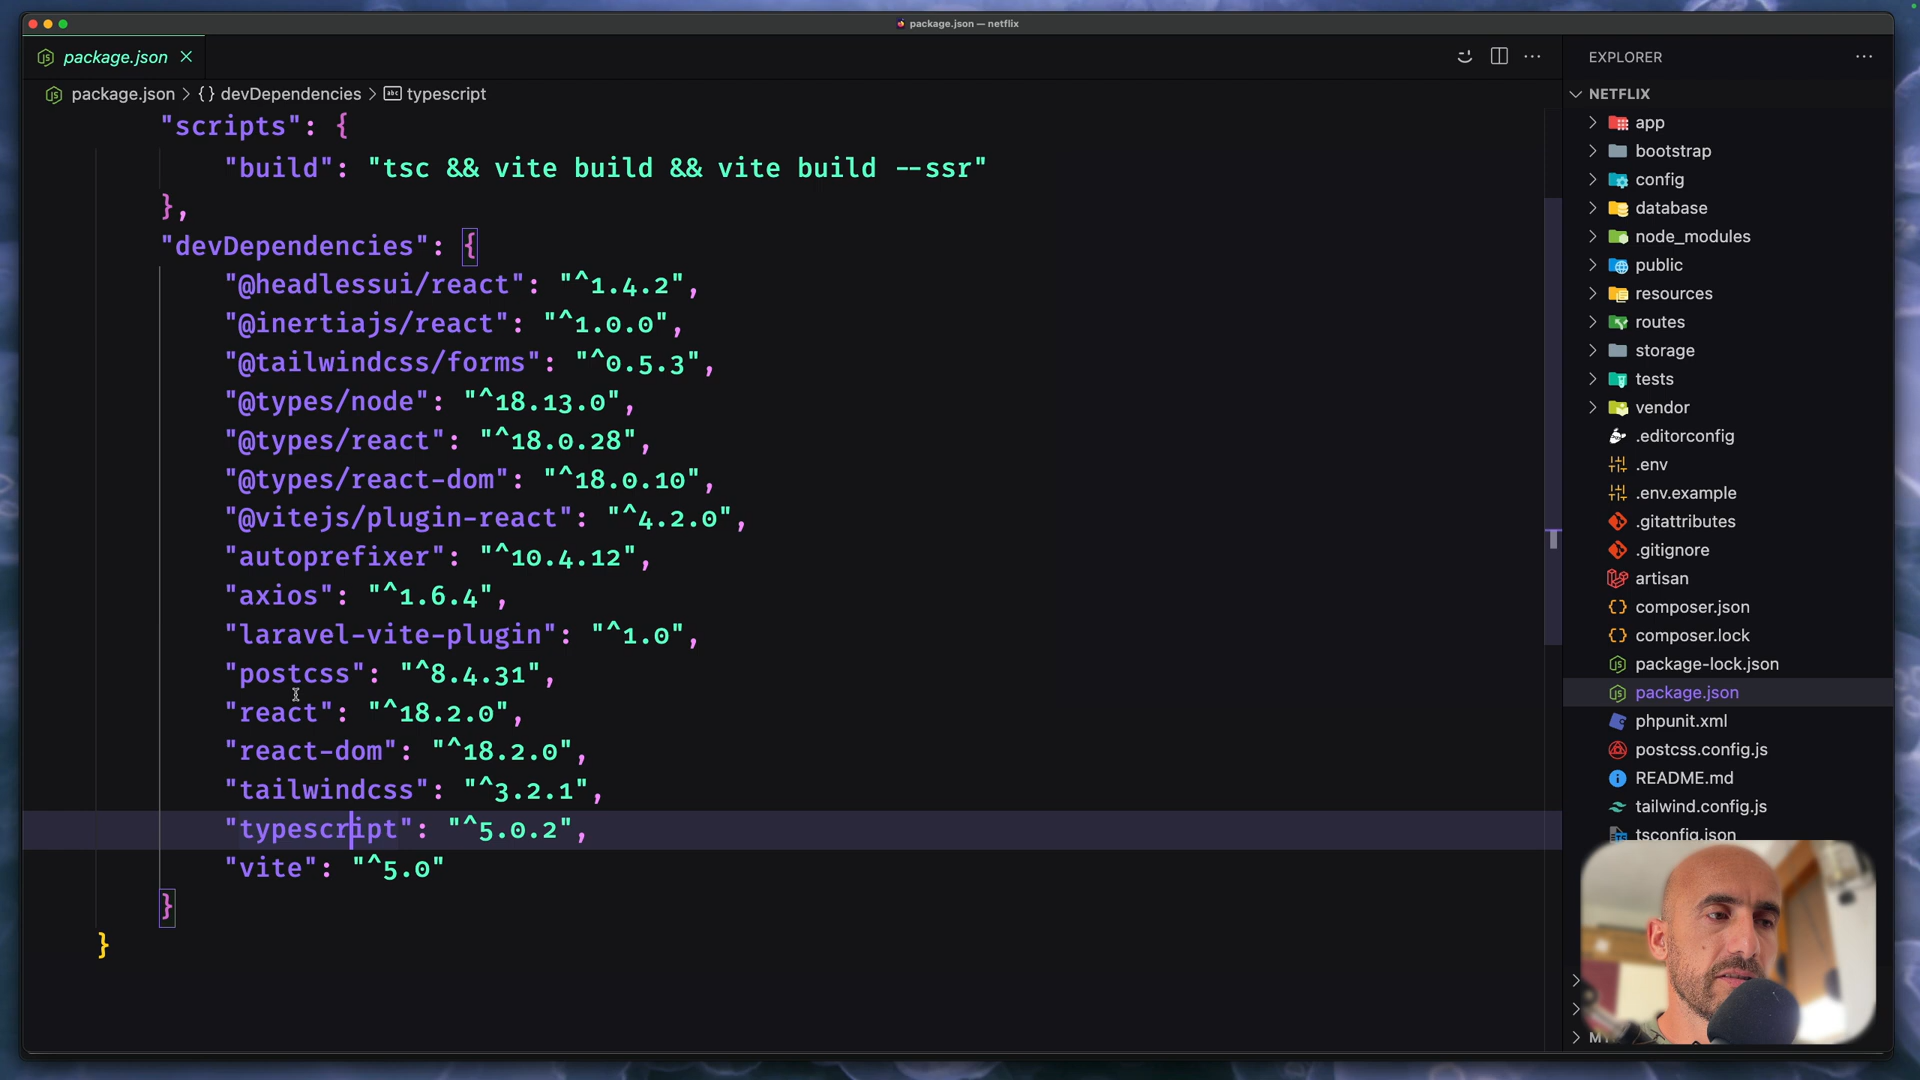 package.json — netflix
package.json
package.json > {} devDependencies > abc typescript
"scripts": {
"build": "tsc && vite build && vite build --ssr"
},
"devDependencies": {
"@headlessui/react": "^1.4.2",
"@inertiajs/react": "^1.0.0",
"@tailwindcss/forms": "^0.5.3",
"@types/node": "^18.13.0",
"@types/react": "^18.0.28",
"@types/react-dom": "^18.0.10",
"@vitejs/plugin-react": "^4.2.0",
"autoprefixer": "^10.4.12",
"axios": "^1.6.4",
"laravel-vite-plugin": "^1.0",
"postcss": "^8.4.31",
"react": "^18.2.0",
"react-dom": "^18.2.0",
"tailwindcss": "^3.2.1",
"typescript": "^5.0.2",
"vite": "^5.0"
}
}
EXPLORER
NETFLIX
app
bootstrap
config
database
node_modules
public
resources
routes
storage
tests
vendor
.editorconfig
.env
.env.example
.gitattributes
.gitignore
artisan
composer.json
composer.lock
package-lock.json
package.json
phpunit.xml
postcss.config.js
README.md
tailwind.config.js
tsconfig.json